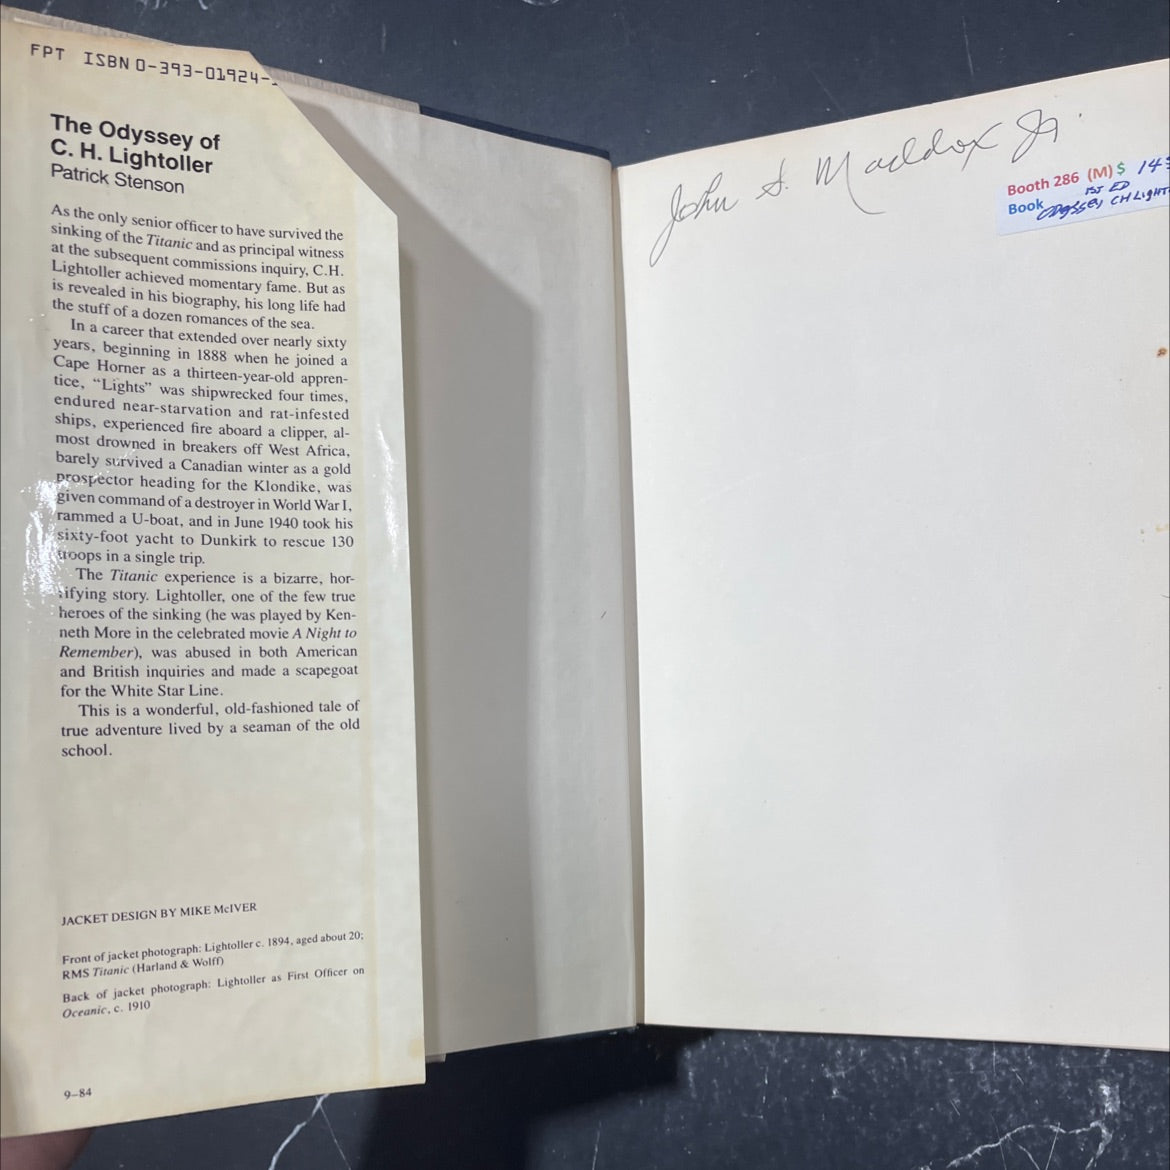 FPT ISBN 0-393-01924-
The Odyssey of
C. H. Lightoller
Patrick Stenson
As the only senior officer to have survived the
sinking of the Titanic and as principal witness
at the subsequent commissions inquiry, C.H.
Lightoller achieved momentary fame. But as
is revealed in his biography, his long life had
the stuff of a dozen romances of the sea.
In a career that extended over nearly sixty
years, beginning in 1888 when he joined a
Cape Horner as a thirteen-year-old appren-
tice, “Lights” was shipwrecked four times,
endured near-starvation and rat-infested
ships, experienced fire aboard a clipper, al-
most drowned in breakers off West Africa,
barely survived a Canadian winter as a gold
prospector heading for the Klondike, was
given command of a destroyer in World War I,
rammed a U-boat, and in June 1940 took his
sixty-foot yacht to Dunkirk to rescue 130
troops in a single trip.
The Titanic experience is a bizarre, hor-
rifying story. Lightoller, one of the few true
heroes of the sinking (he was played by Ken-
neth More in the celebrated movie A Night to
Remember), was abused in both American
and British inquiries and made a scapegoat
for the White Star Line.
This is a wonderful, old-fashioned tale of
true adventure lived by a seaman of the old
school.
JACKET DESIGN BY MIKE McIVER
Front of jacket photograph: Lightoller c. 1894, aged about 20;
RMS Titanic (Harland & Wolff)
Back of jacket photograph: Lightoller as First Officer on
Oceanic, c. 1910
9–84
John S. Maddox Jr.
Booth 286 (M) $ 14
1ST ED
Book Odyssey CH LIGHT